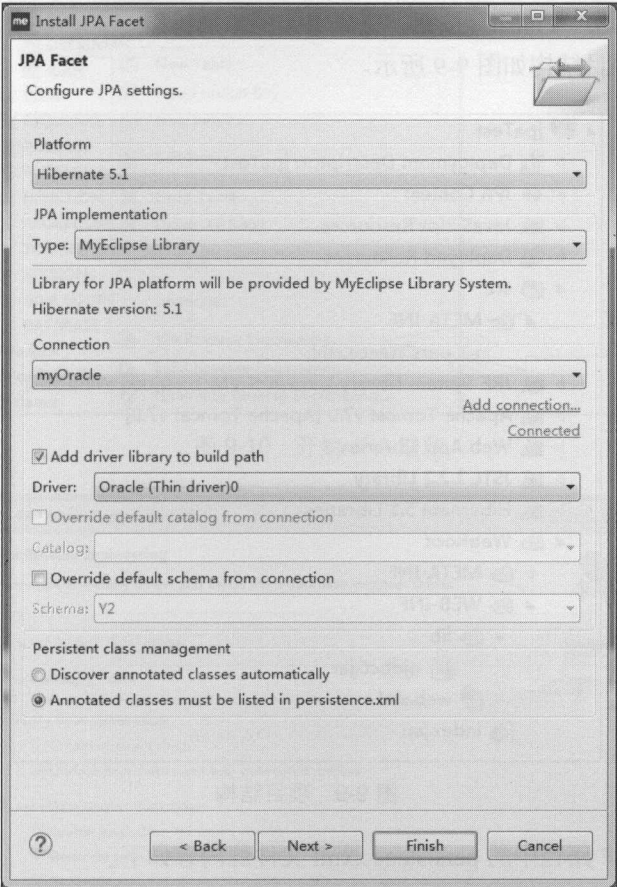 me Install JPA Facet
JPA Facet
Configure JPA settings.
Platform
Hibernate 5.1
JPA implementation
Type: MyEclipse Library
Library for JPA platform will be provided by MyEclipse Library System.
Hibernate version: 5.1
Connection
myOracle
Add connection...
Connected
Add driver library to build path
Driver: Oracle (Thin driver)0
Override default catalog from connection
Catalog:
Override default schema from connection
Schema: Y2
Persistent class management
Discover annotated classes automatically
Annotated classes must be listed in persistence.xml
? < Back Next > Finish Cancel